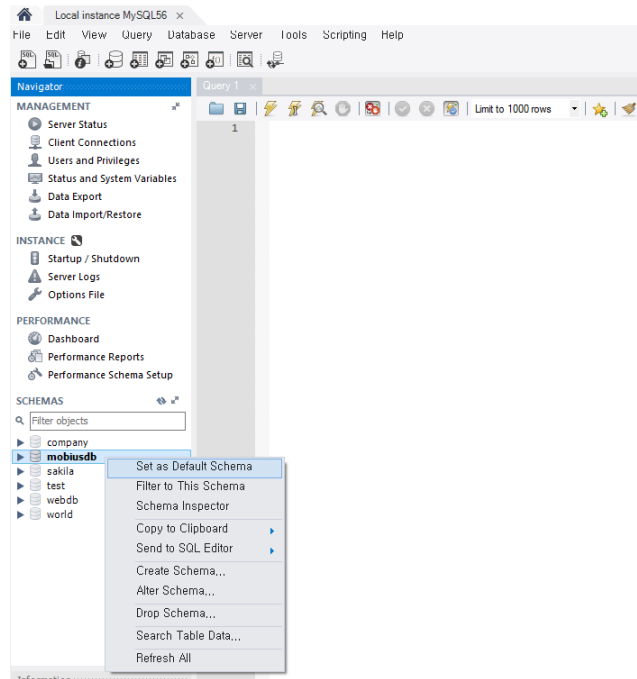 Local instance MySQL56 ×
File Edit View Query Database Server Tools Scripting Help
Navigator
Query 1 ×
MANAGEMENT
Limit to 1000 rows
1
Server Status
Client Connections
Users and Privileges
Status and System Variables
Data Export
Data Import/Restore
INSTANCE
Startup / Shutdown
Server Logs
Options File
PERFORMANCE
Dashboard
Performance Reports
Performance Schema Setup
SCHEMAS
Filter objects
company
mobiusdb
sakila
test
webdb
world
Set as Default Schema
Filter to This Schema
Schema Inspector
Copy to Clipboard
Send to SQL Editor
Create Schema...
Alter Schema...
Drop Schema...
Search Table Data...
Refresh All